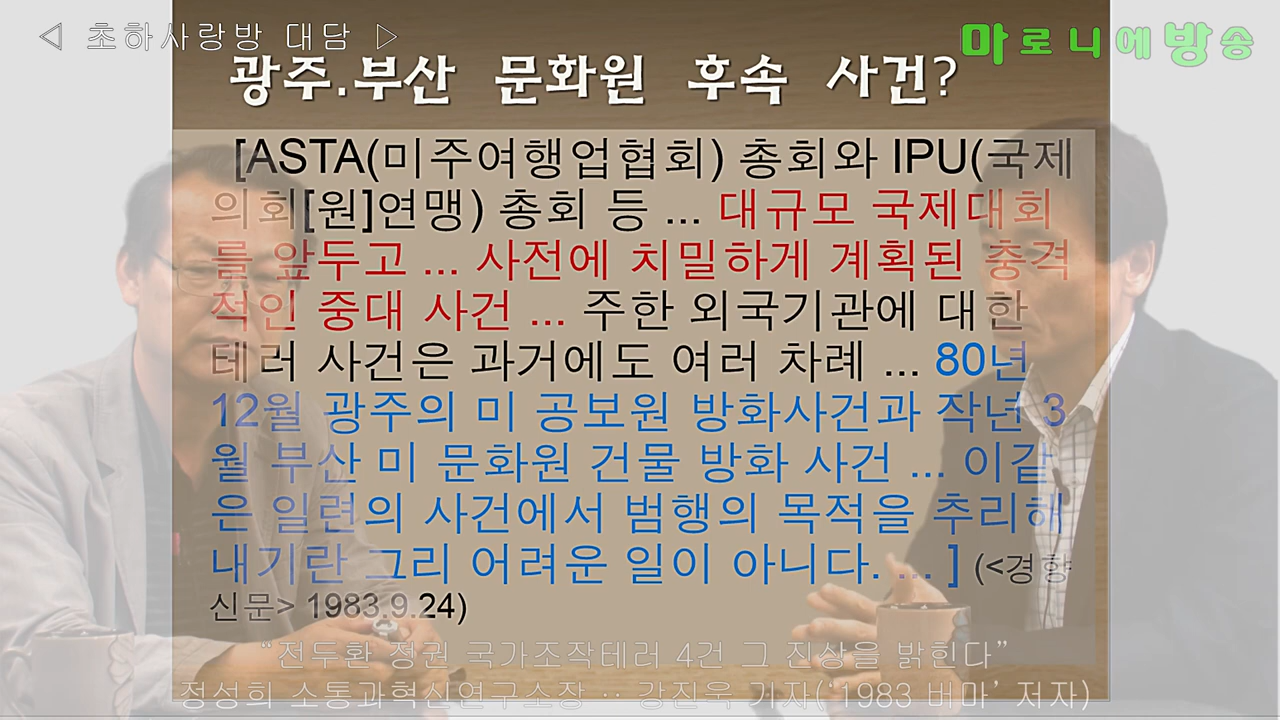 ◁ 초하사랑방 대담 ▷
마로니에방송
광주.부산 문화원 후속 사건?
[ASTA(미주여행업협회) 총회와 IPU(국제
의회[원]연맹) 총회 등 ... 대규모 국제대회
를 앞두고 ... 사전에 치밀하게 계획된 충격
적인 중대 사건 ... 주한 외국기관에 대한
테러 사건은 과거에도 여러 차례 ... 80년
12월 광주의 미 공보원 방화사건과 작년 3
월 부산 미 문화원 건물 방화 사건 ... 이같
은 일련의 사건에서 범행의 목적을 추리해
내기란 그리 어려운 일이 아니다. ... ] (<경향
신문> 1983.9.24)
“전두환 정권 국가조작테러 4건 그 진상을 밝힌다”
정성희 소통과혁신연구소장 :: 강진욱 기자(‘1983 버마’ 저자)